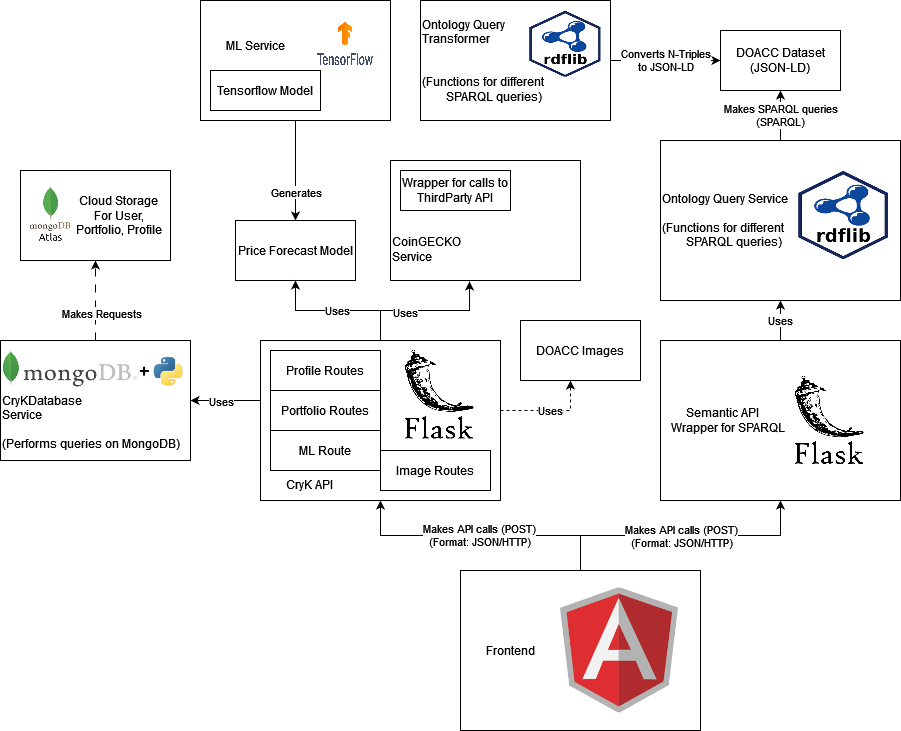 ML Service
TensorFlow
Tensorflow Model
Ontology Query
Transformer
(Functions for different
SPARQL queries)
rdflib
Converts N-Triples
to JSON-LD
DOACC Dataset
(JSON-LD)
Makes SPARQL queries
(SPARQL)
Generates
Wrapper for calls to
ThirdParty API
CoinGECKO
Service
Ontology Query Service
(Functions for different
SPARQL queries)
rdflib
mongoDB
Atlas
Cloud Storage
For User,
Portfolio, Profile
Price Forecast Model
Makes Requests
Uses
Uses
Uses
mongoDB. +
CryKDatabase
Service
(Performs queries on MongoDB)
Uses
Profile Routes
Portfolio Routes
ML Route
Image Routes
CryK API
Flask
Uses
DOACC Images
Semantic API
Wrapper for SPARQL
Flask
Makes API calls (POST)
(Format: JSON/HTTP)
Makes API calls (POST)
(Format: JSON/HTTP)
Frontend
A